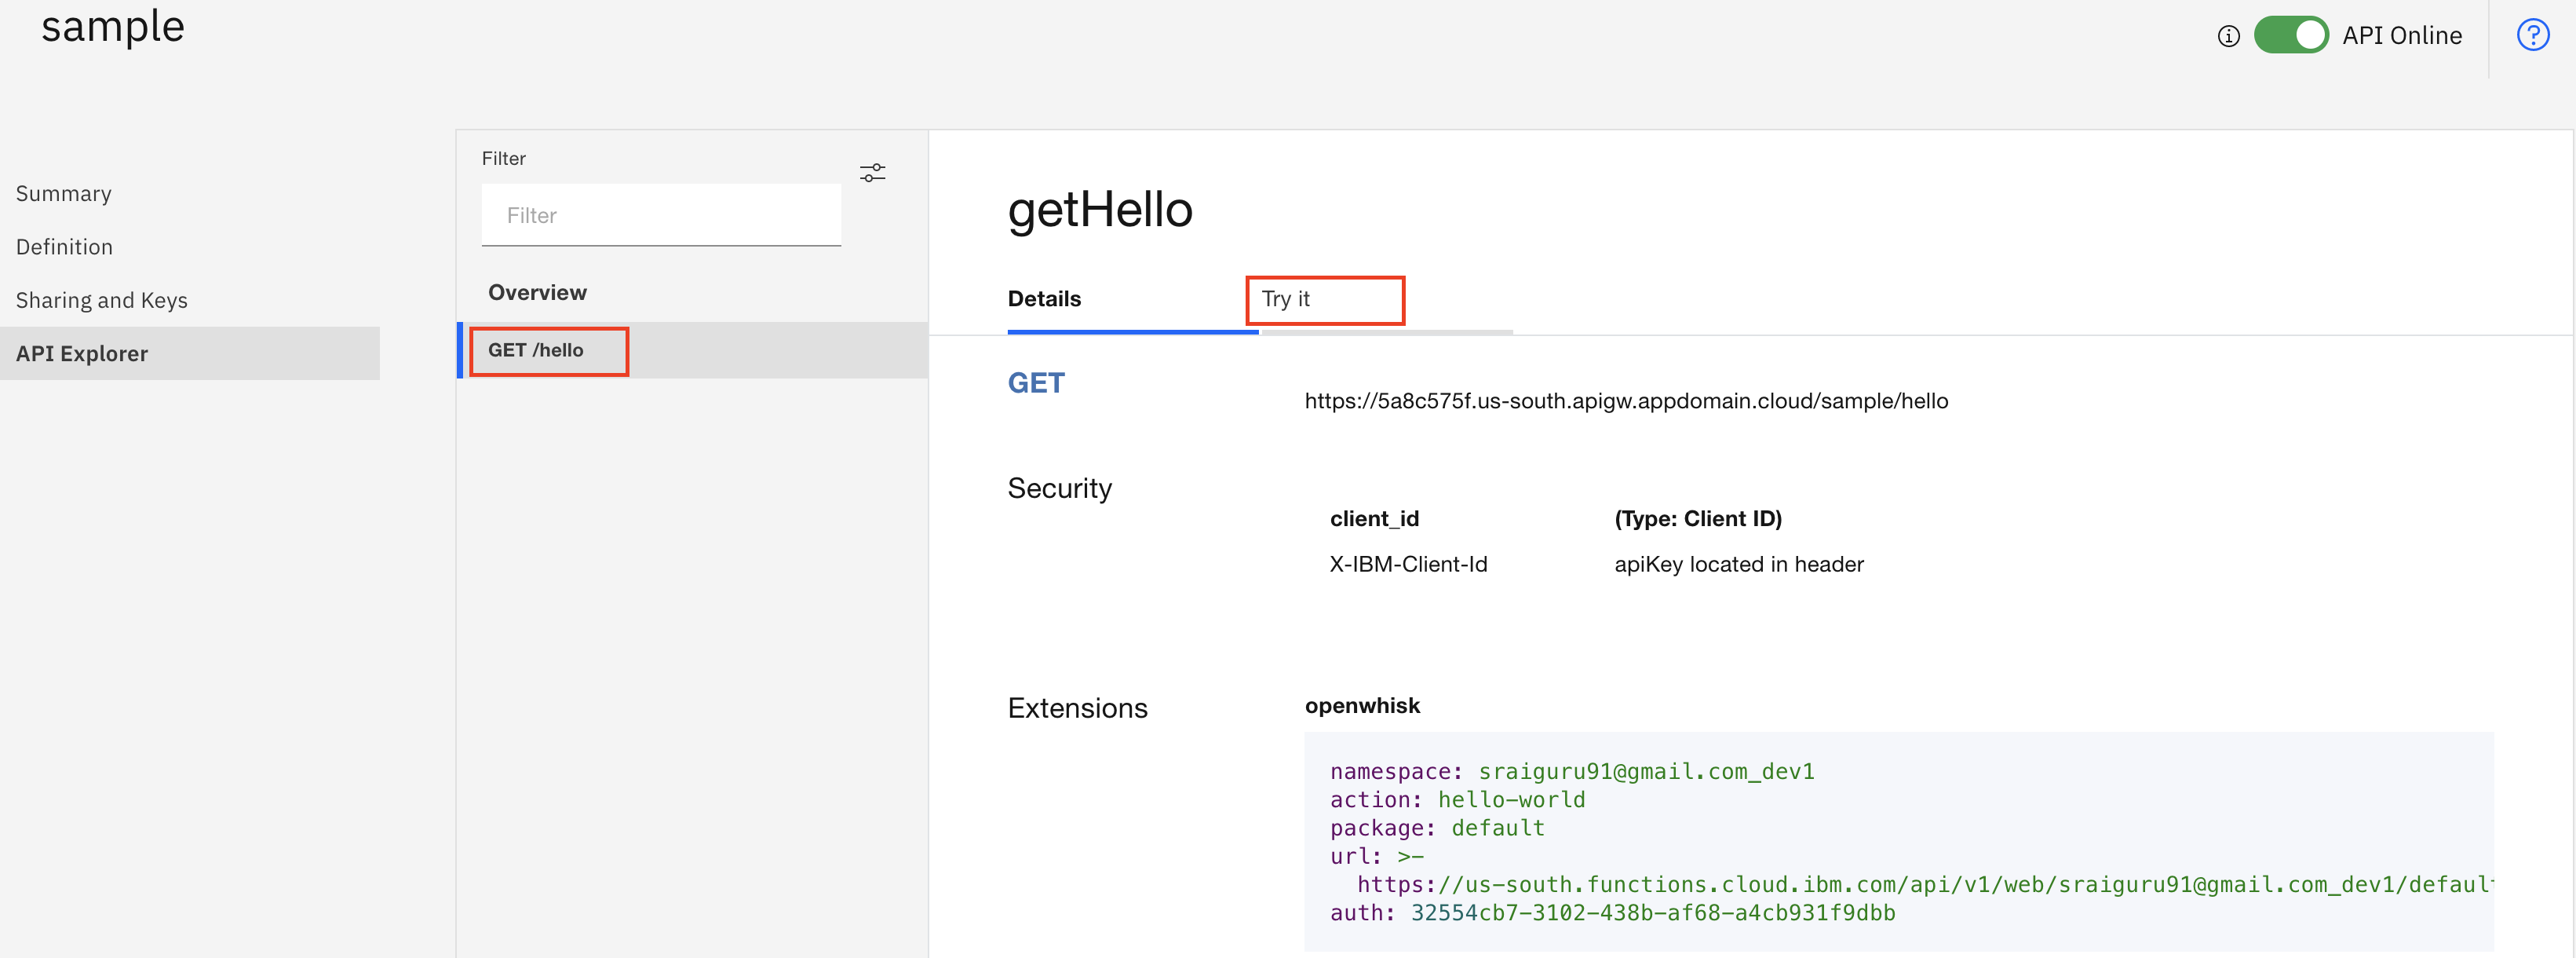 sample
API Online
Summary
Definition
Sharing and Keys
API Explorer
Filter
Filter
Overview
GET /hello
getHello
Details
Try it
GET
https://5a8c575f.us-south.apigw.appdomain.cloud/sample/hello
Security
client_id (Type: Client ID)
X-IBM-Client-Id apiKey located in header
Extensions
openwhisk
namespace: sraiguru91@gmail.com_dev1
action: hello-world
package: default
url: >-
https://us-south.functions.cloud.ibm.com/api/v1/web/sraiguru91@gmail.com_dev1/default
auth: 32554cb7-3102-438b-af68-a4cb931f9dbb